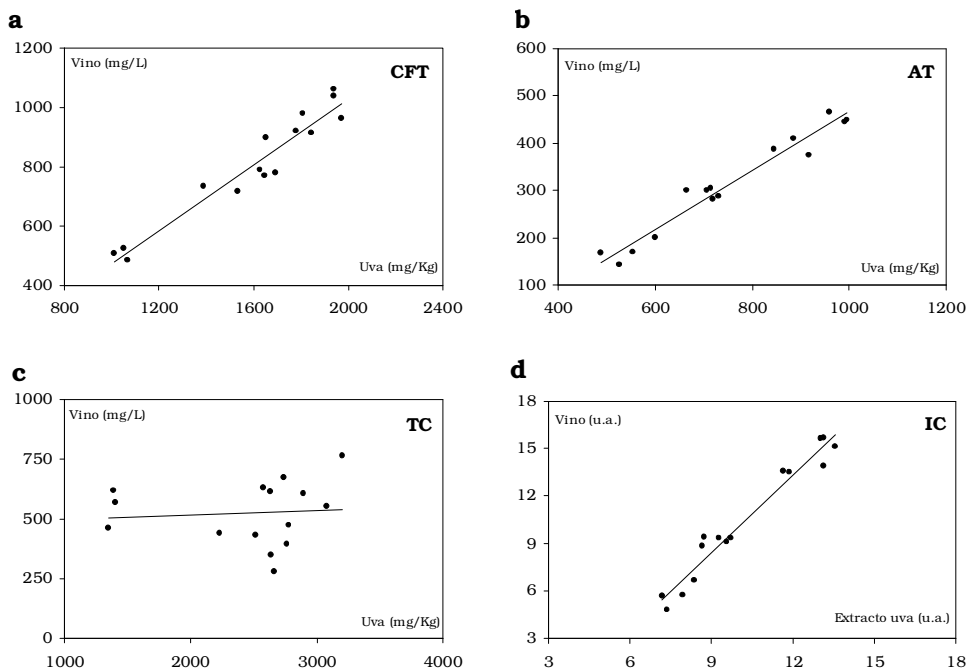 a
1200
Vino (mg/L)
CFT
1000
800
600
Uva (mg/Kg)
400
800
1200
1600
2000
2400
b
600
Vino (mg/L)
AT
500
400
300
200
Uva (mg/Kg)
100
400
600
800
1000
1200
c
1000
Vino (mg/L)
TC
750
500
250
Uva (mg/Kg)
0
1000
2000
3000
4000
d
18
Vino (u.a.)
IC
15
12
9
6
Extracto uva (u.a.)
3
3
6
9
12
15
18